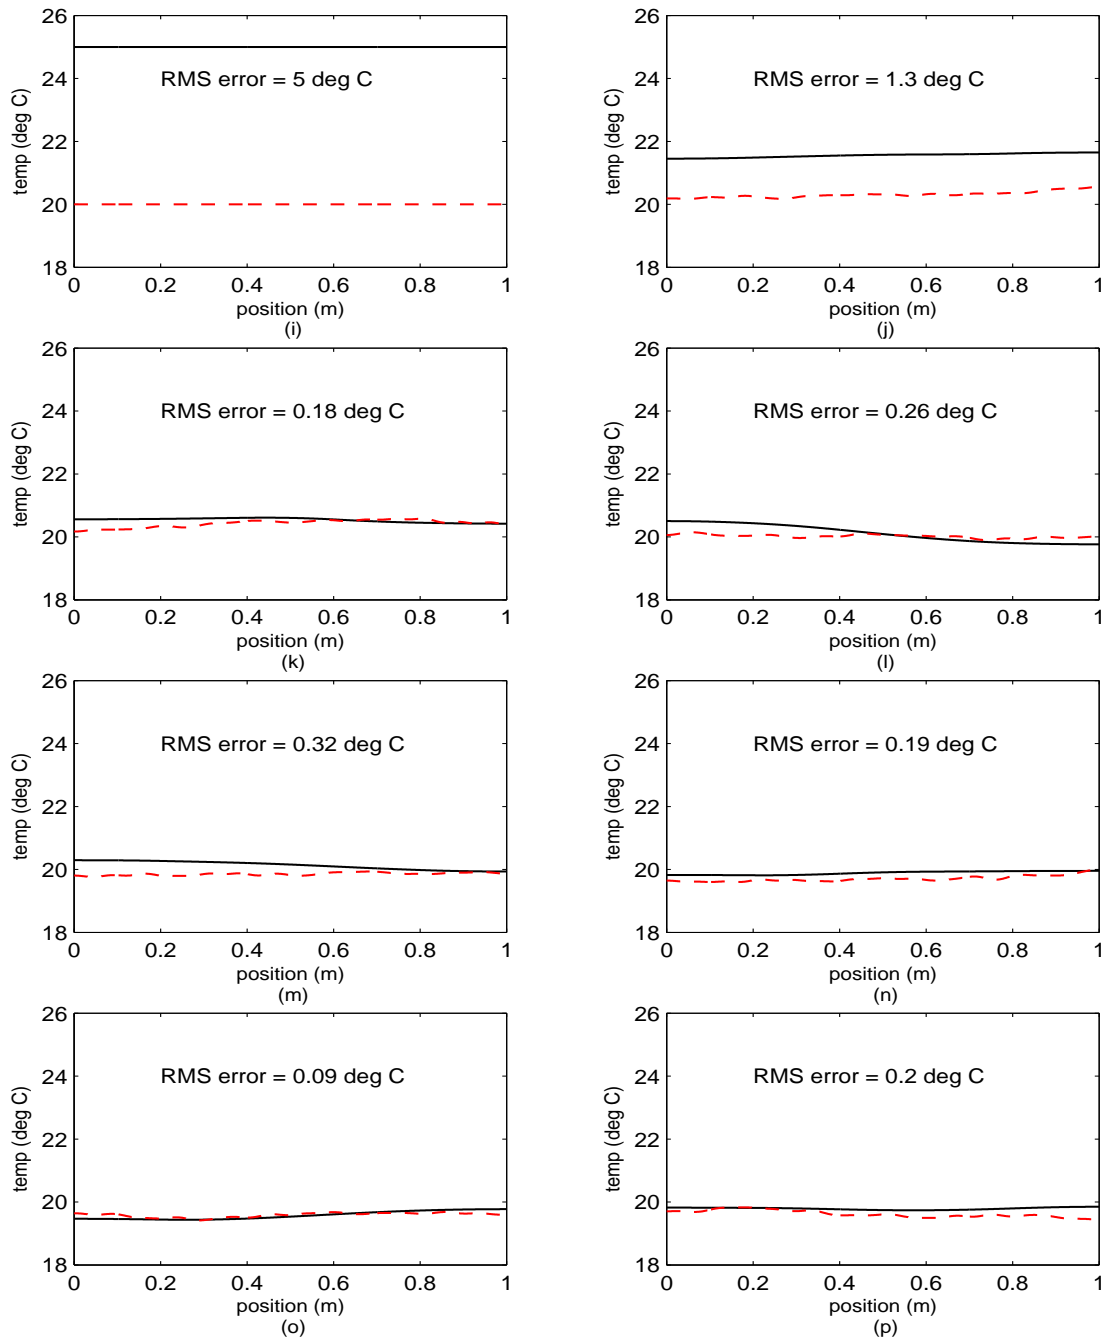 26
24
22
20
18
temp (deg C)
RMS error = 5 deg C
0 0.2 0.4 0.6 0.8 1
position (m)
(i)
26
24
22
20
18
temp (deg C)
RMS error = 1.3 deg C
0 0.2 0.4 0.6 0.8 1
position (m)
(j)
26
24
22
20
18
temp (deg C)
RMS error = 0.18 deg C
0 0.2 0.4 0.6 0.8 1
position (m)
(k)
26
24
22
20
18
temp (deg C)
RMS error = 0.26 deg C
0 0.2 0.4 0.6 0.8 1
position (m)
(l)
26
24
22
20
18
temp (deg C)
RMS error = 0.32 deg C
0 0.2 0.4 0.6 0.8 1
position (m)
(m)
26
24
22
20
18
temp (deg C)
RMS error = 0.19 deg C
0 0.2 0.4 0.6 0.8 1
position (m)
(n)
26
24
22
20
18
temp (deg C)
RMS error = 0.09 deg C
0 0.2 0.4 0.6 0.8 1
position (m)
(o)
26
24
22
20
18
temp (deg C)
RMS error = 0.2 deg C
0 0.2 0.4 0.6 0.8 1
position (m)
(p)